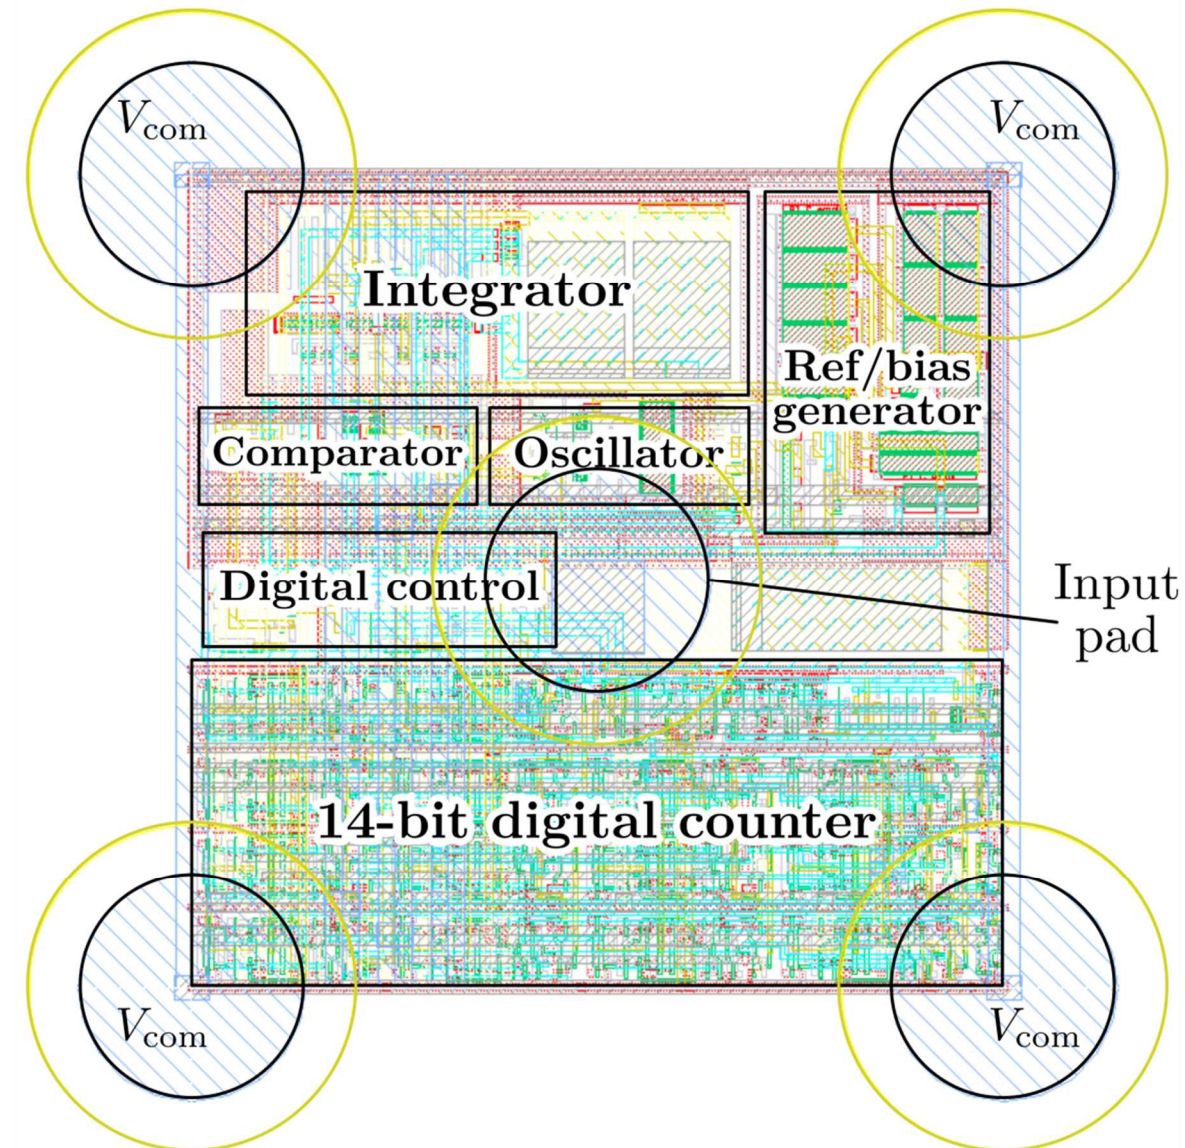 Vcom
Vcom
Integrator
Ref/bias
generator
Comparator
Oscillator
Digital control
Input
pad
14-bit digital counter
Vcom
Vcom